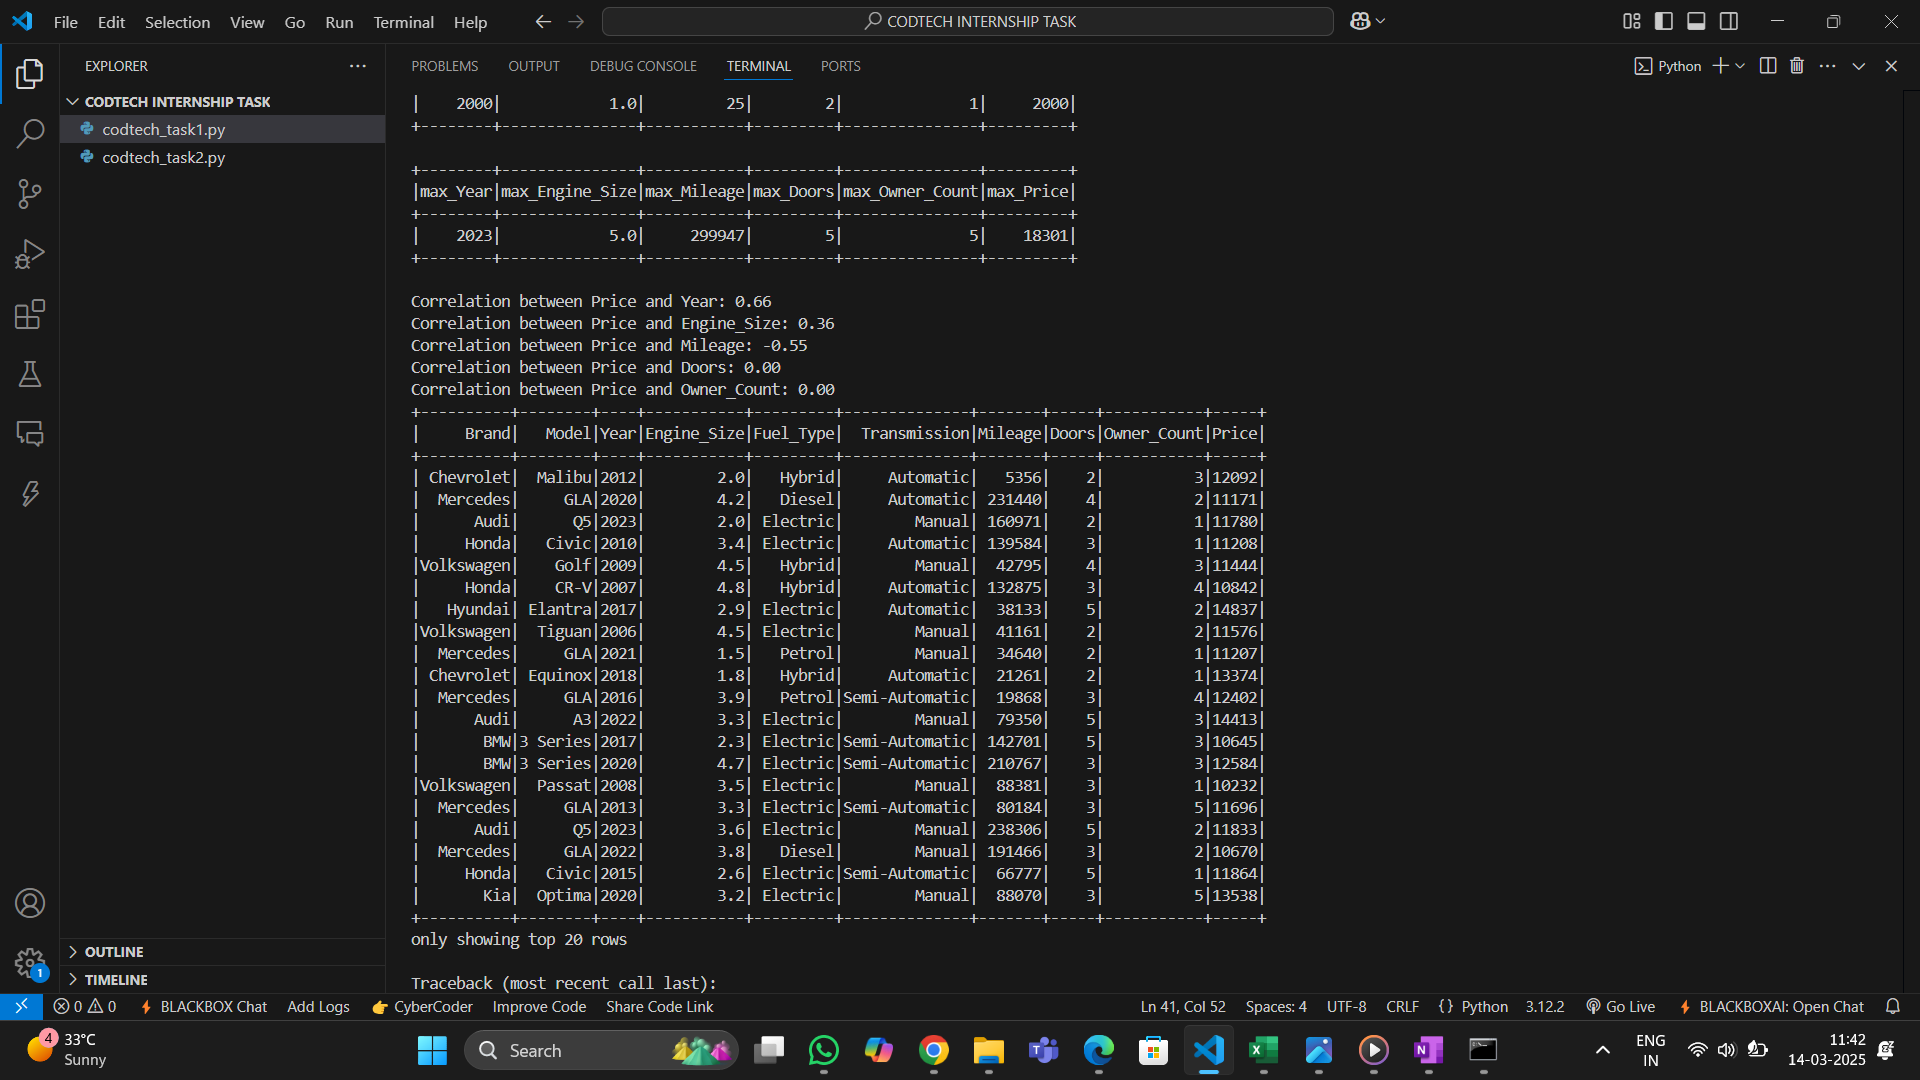 File Edit Selection View Go Run Terminal Help
CODTECH INTERNSHIP TASK
EXPLORER
CODTECH INTERNSHIP TASK
codtech_task1.py
codtech_task2.py
OUTLINE
TIMELINE
PROBLEMS OUTPUT DEBUG CONSOLE TERMINAL PORTS
Python
|    2000|            1.0|         25|       2|              1|     2000|
+--------+---------------+-----------+---------+---------------+---------+
+--------+---------------+-----------+---------+---------------+---------+
|max_Year|max_Engine_Size|max_Mileage|max_Doors|max_Owner_Count|max_Price|
+--------+---------------+-----------+---------+---------------+---------+
|    2023|            5.0|     299947|        5|              5|    18301|
+--------+---------------+-----------+---------+---------------+---------+
Correlation between Price and Year: 0.66
Correlation between Price and Engine_Size: 0.36
Correlation between Price and Mileage: -0.55
Correlation between Price and Doors: 0.00
Correlation between Price and Owner_Count: 0.00
+----------+--------+----+-----------+---------+--------------+-------+-----+-----------+-----+
|     Brand|   Model|Year|Engine_Size|Fuel_Type|  Transmission|Mileage|Doors|Owner_Count|Price|
+----------+--------+----+-----------+---------+--------------+-------+-----+-----------+-----+
| Chevrolet|  Malibu|2012|        2.0|   Hybrid|     Automatic|   5356|    2|          3|12092|
|  Mercedes|     GLA|2020|        4.2|   Diesel|     Automatic| 231440|    4|          2|11171|
|      Audi|      Q5|2023|        2.0| Electric|        Manual| 160971|    2|          1|11780|
|     Honda|   Civic|2010|        3.4| Electric|     Automatic| 139584|    3|          1|11208|
|Volkswagen|    Golf|2009|        4.5|   Hybrid|        Manual|  42795|    4|          3|11444|
|     Honda|    CR-V|2007|        4.8|   Hybrid|     Automatic| 132875|    3|          4|10842|
|   Hyundai| Elantra|2017|        2.9| Electric|     Automatic|  38133|    5|          2|14837|
|Volkswagen|  Tiguan|2006|        4.5| Electric|        Manual|  41161|    2|          2|11576|
|  Mercedes|     GLA|2021|        1.5|   Petrol|        Manual|  34640|    2|          1|11207|
| Chevrolet| Equinox|2018|        1.8|   Hybrid|     Automatic|  21261|    2|          1|13374|
|  Mercedes|     GLA|2016|        3.9|   Petrol|Semi-Automatic|  19868|    3|          4|12402|
|      Audi|      A3|2022|        3.3| Electric|        Manual|  79350|    5|          3|14413|
|       BMW|3 Series|2017|        2.3| Electric|Semi-Automatic| 142701|    5|          3|10645|
|       BMW|3 Series|2020|        4.7| Electric|Semi-Automatic| 210767|    3|          3|12584|
|Volkswagen|  Passat|2008|        3.5| Electric|        Manual|  88381|    3|          1|10232|
|  Mercedes|     GLA|2013|        3.3| Electric|Semi-Automatic|  80184|    3|          5|11696|
|      Audi|      Q5|2023|        3.6| Electric|        Manual| 238306|    5|          2|11833|
|  Mercedes|     GLA|2022|        3.8|   Diesel|        Manual| 191466|    3|          2|10670|
|     Honda|   Civic|2015|        2.6| Electric|Semi-Automatic|  66777|    5|          1|11864|
|       Kia|  Optima|2020|        3.2| Electric|        Manual|  88070|    3|          5|13538|
+----------+--------+----+-----------+---------+--------------+-------+-----+-----------+-----+
only showing top 20 rows
Traceback (most recent call last):
1
0 0 BLACKBOX Chat Add Logs CyberCoder Improve Code Share Code Link Ln 41, Col 52 Spaces: 4 UTF-8 CRLF {} Python 3.12.2 Go Live BLACKBOXAI: Open Chat
4 33°C
Sunny
Search
ENG
IN
11:42
14-03-2025